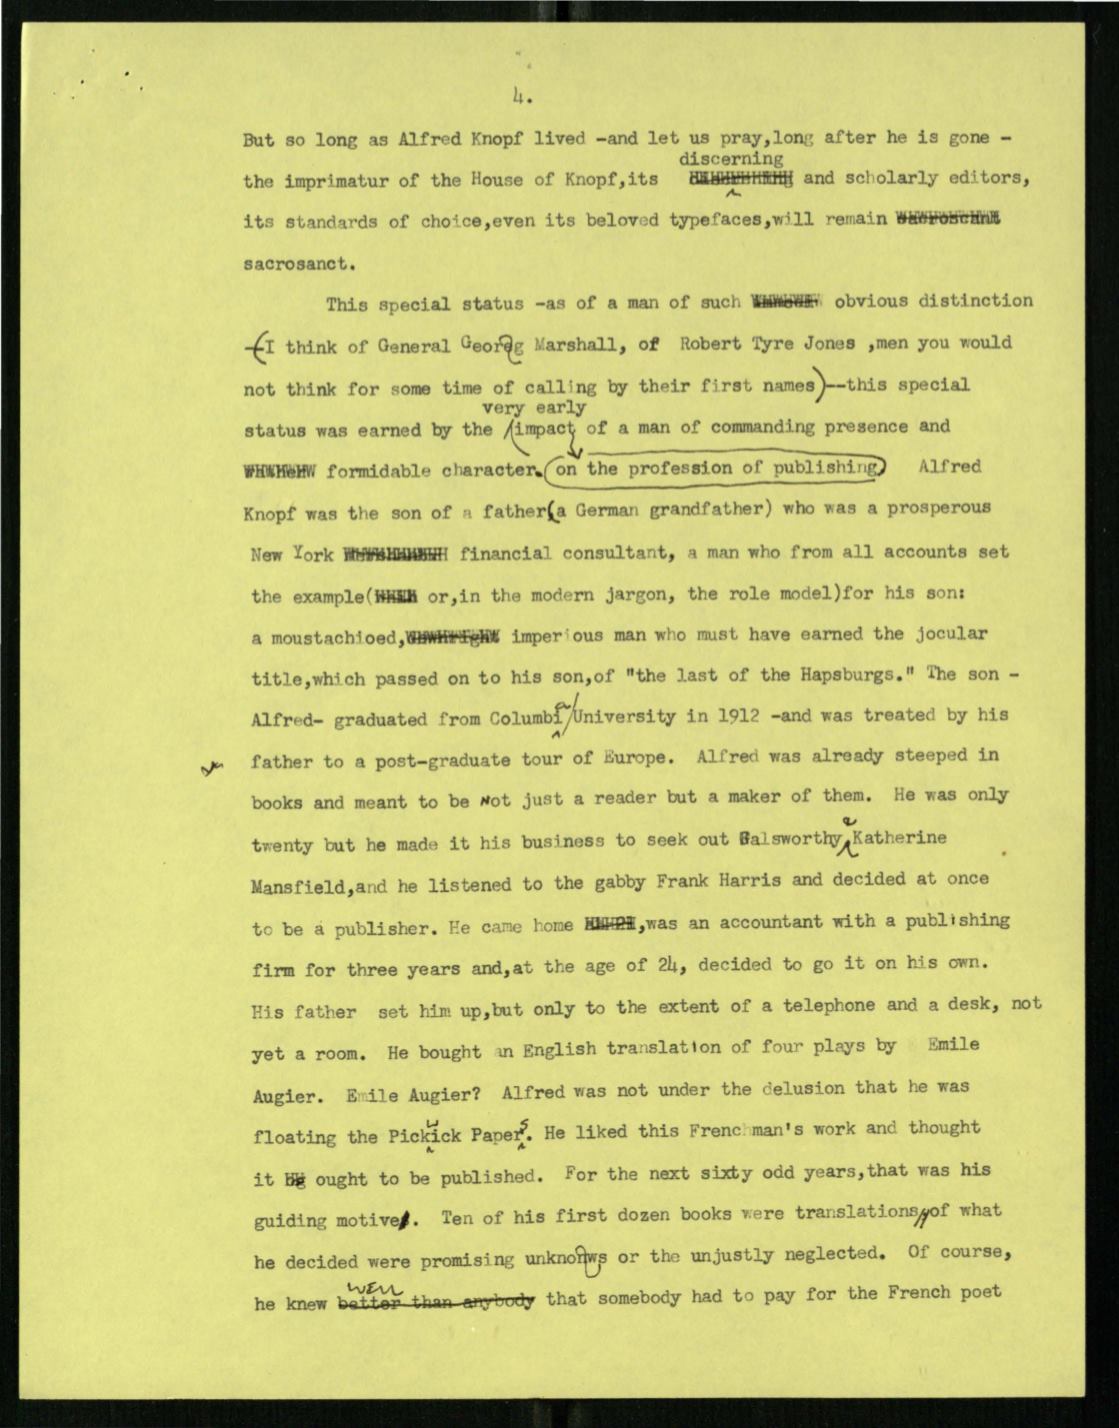 4.
But so long as Alfred Knopf lived -and let us pray,long after he is gone -
discerning
the imprimatur of the House of Knopf,its and scholarly editors,
its standards of choice,even its beloved typefaces,will remain sacroscant
sacrosanct.
This special status -as of a man of such obvious distinction
-(I think of General Georeg Marshall, of Robert Tyre Jones ,men you would
not think for some time of calling by their first names)--this special
very early
status was earned by the /impact of a man of commanding presence and
formidable character. on the profession of publishing Alfred
Knopf was the son of a father(a German grandfather) who was a prosperous
New York financial consultant, a man who from all accounts set
the example( or,in the modern jargon, the role model)for his son:
a moustachioed, imperious man who must have earned the jocular
title,which passed on to his son,of "the last of the Hapsburgs." The son -
a
Alfred- graduated from Columbi/University in 1912 -and was treated by his
father to a post-graduate tour of Europe. Alfred was already steeped in
books and meant to be not just a reader but a maker of them. He was only
twenty but he made it his business to seek out Galsworthy, Katherine
Mansfield,and he listened to the gabby Frank Harris and decided at once
to be a publisher. He came home ,was an accountant with a publishing
firm for three years and,at the age of 24, decided to go it on his own.
His father set him up,but only to the extent of a telephone and a desk, not
yet a room. He bought an English translation of four plays by Emile
Augier. Emile Augier? Alfred was not under the delusion that he was
w s
floating the Pickick Paper. He liked this Frenchman's work and thought
it ought to be published. For the next sixty odd years,that was his
guiding motive. Ten of his first dozen books were translations,of what
he decided were promising unknonws or the unjustly neglected. Of course,
well
he knew better than anybody that somebody had to pay for the French poet